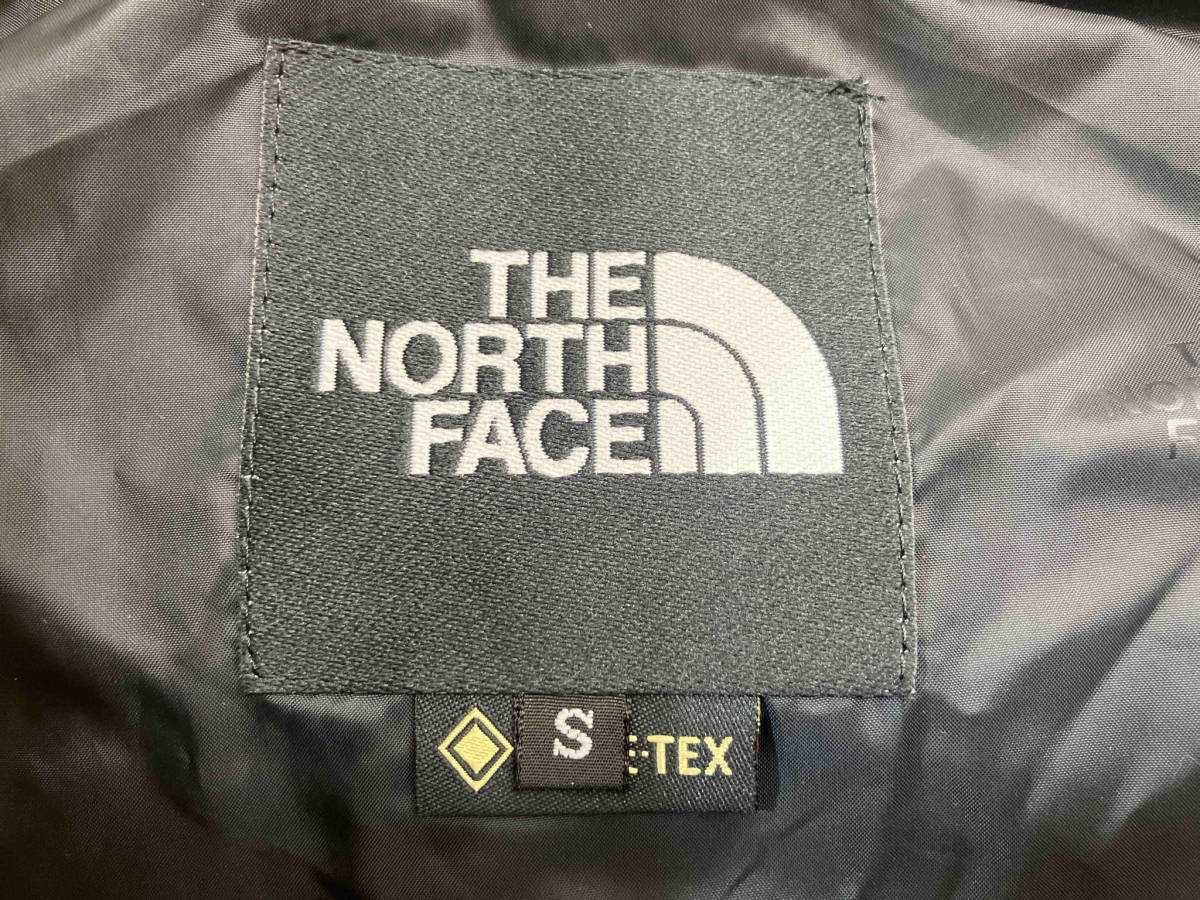 THE
NORTH
FACE
S
E-TEX